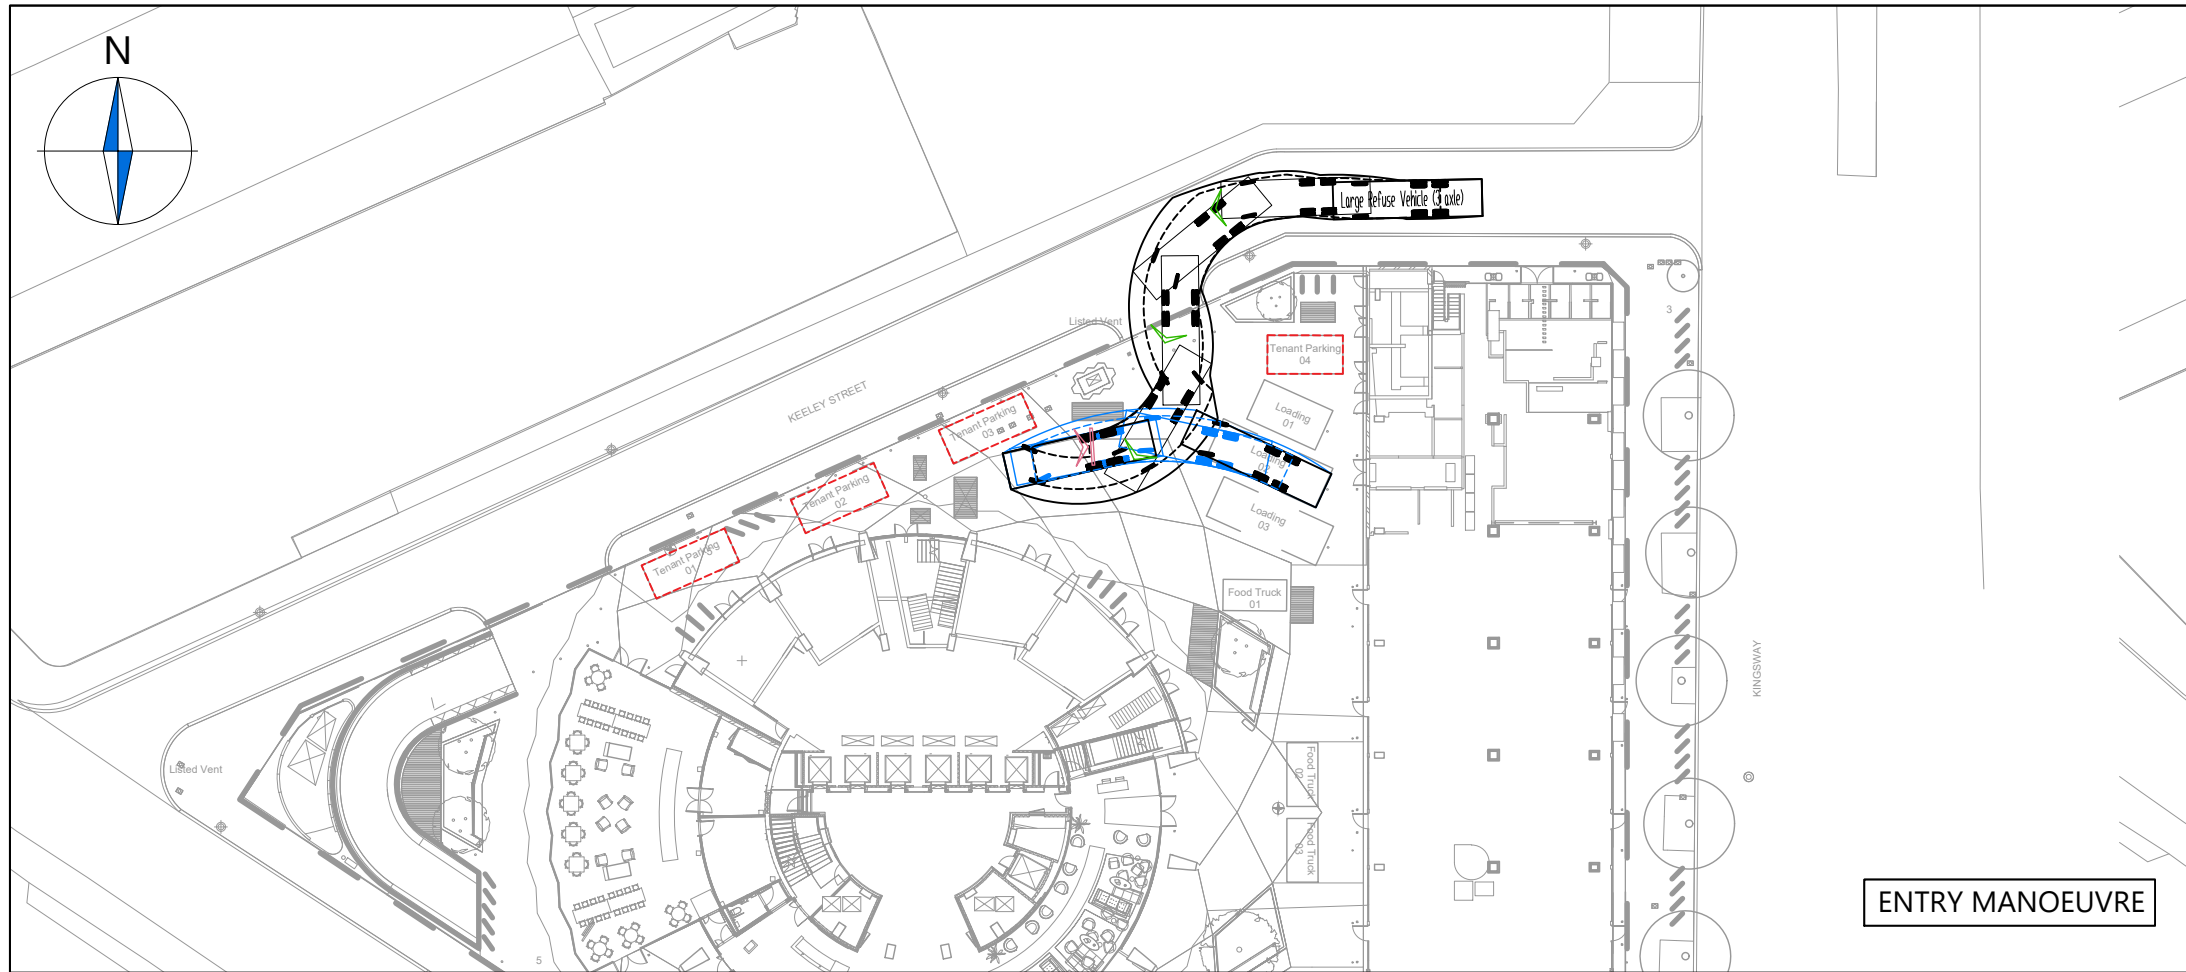 N
Large Refuse Vehicle (3 axle)
Listed Vent
3
Tenant Parking
04
KEELEY STREET
Tenant Parking
03
Loading
01
Loading
02
Tenant Parking
02
Loading
03
Tenant Parking
01
Food Truck
01
KINGSWAY
Listed Vent
Food Truck
02
Food Truck
03
ENTRY MANOEUVRE
5